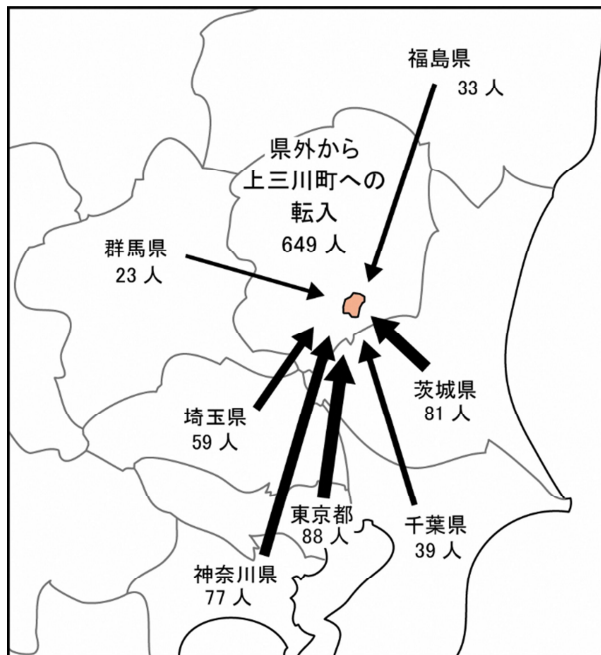 福島県
33 人
県外から
上三川町への
転入
649 人
群馬県
23 人
茨城県
81 人
埼玉県
59 人
東京都
88 人
千葉県
39 人
神奈川県
77 人